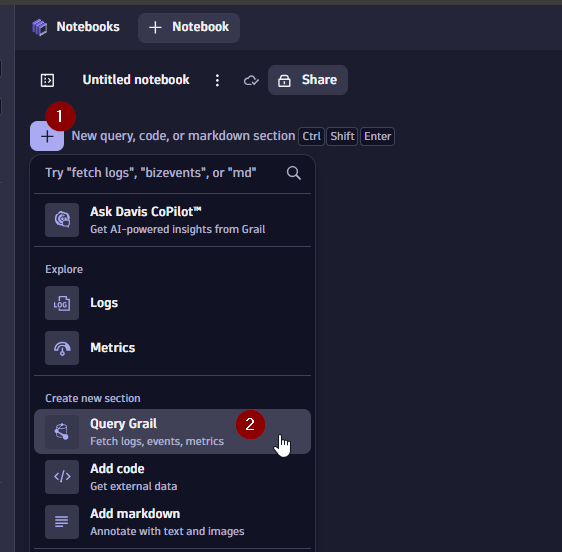 Notebooks
+ Notebook
Untitled notebook
Share
1
New query, code, or markdown section Ctrl Shift Enter
Try "fetch logs", "bizevents", or "md"
Ask Davis CoPilot™
Get AI-powered insights from Grail
Explore
LOG
Logs
Metrics
Create new section
Query Grail
2
Fetch logs, events, metrics
Add code
Get external data
Add markdown
Annotate with text and images